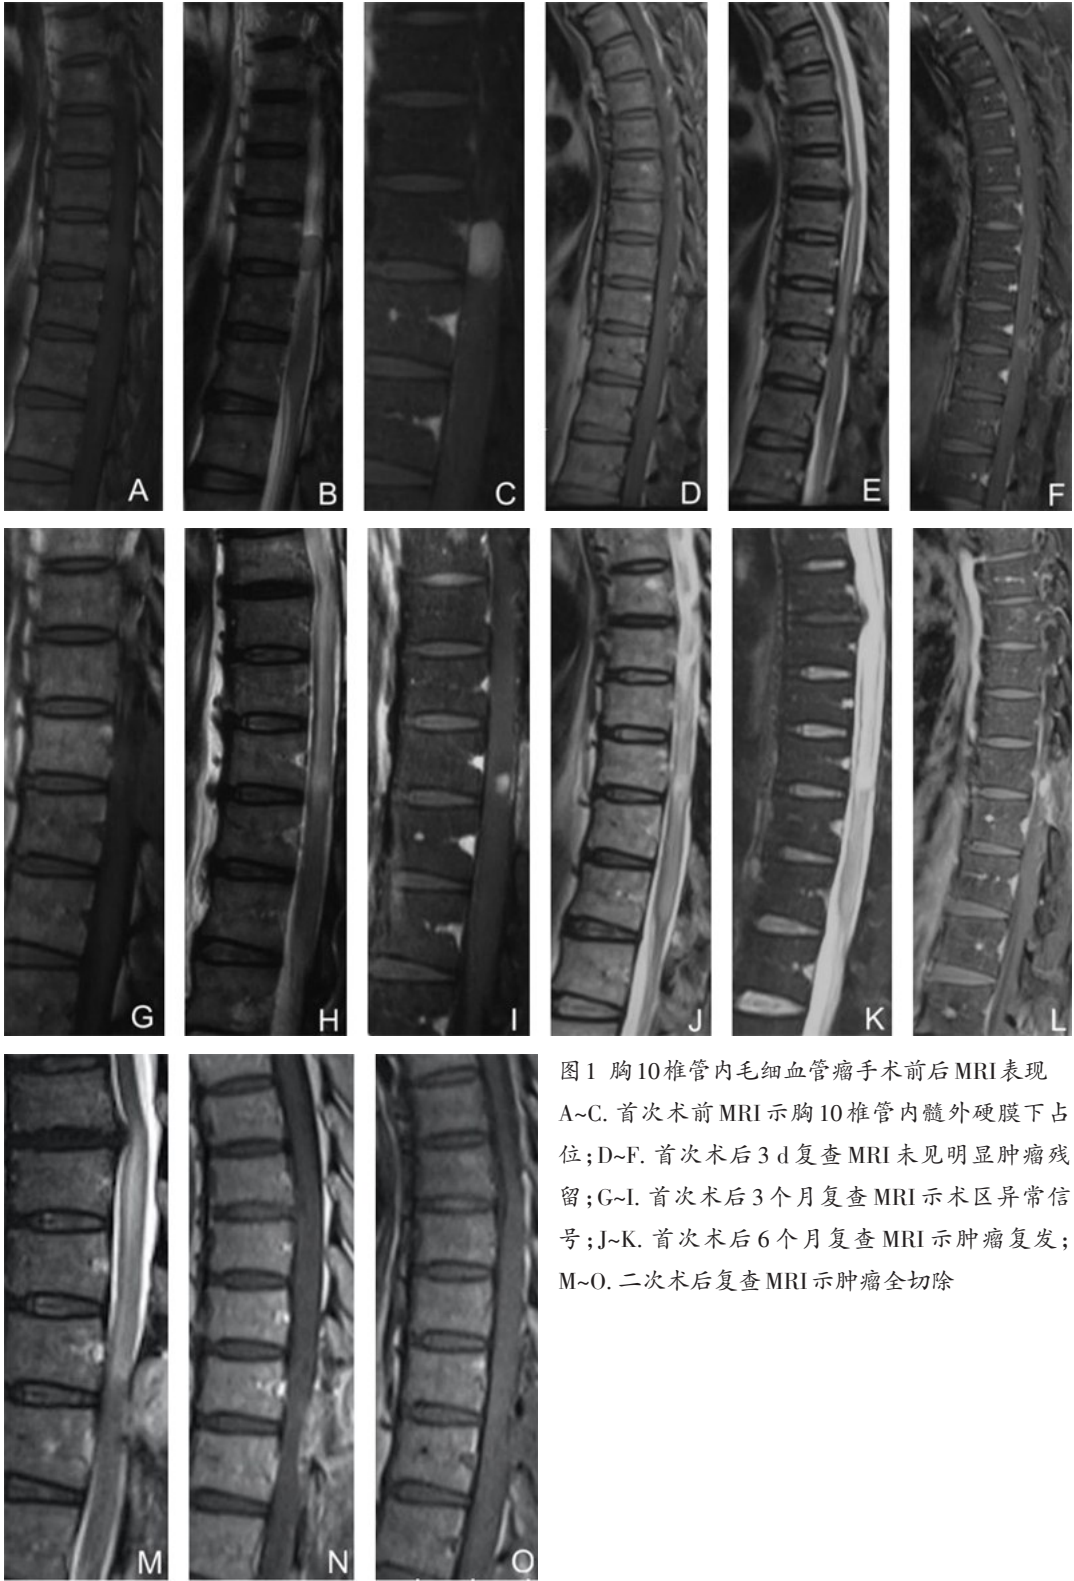 A
B
C
D
E
F
G
H
I
J
K
L
M
N
O
图1 胸10椎管内毛细血管瘤手术前后MRI表现
A~C. 首次术前MRI示胸10椎管内髓外硬膜下占
位;D~F. 首次术后3 d复查MRI未见明显肿瘤残
留;G~I. 首次术后3个月复查MRI示术区异常信
号;J~K. 首次术后6个月复查MRI示肿瘤复发;
M~O. 二次术后复查MRI示肿瘤全切除